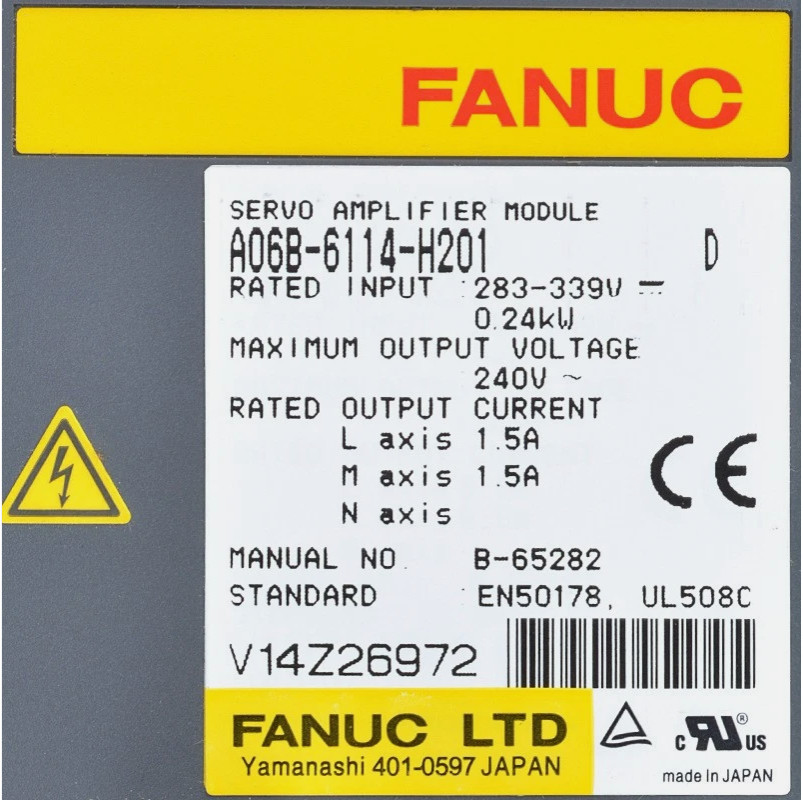 FANUC
SERVO AMPLIFIER MODULE
A06B-6114-H201 D
RATED INPUT : 283-339V ⎓
0.24kW
MAXIMUM OUTPUT VOLTAGE
240V ~
RATED OUTPUT CURRENT
L axis 1.5A
M axis 1.5A
N axis
MANUAL NO. B-65282
STANDARD : EN50178, UL508C
CE
V14Z26972
FANUC LTD
Yamanashi 401-0597 JAPAN
c RU ® US
made in JAPAN